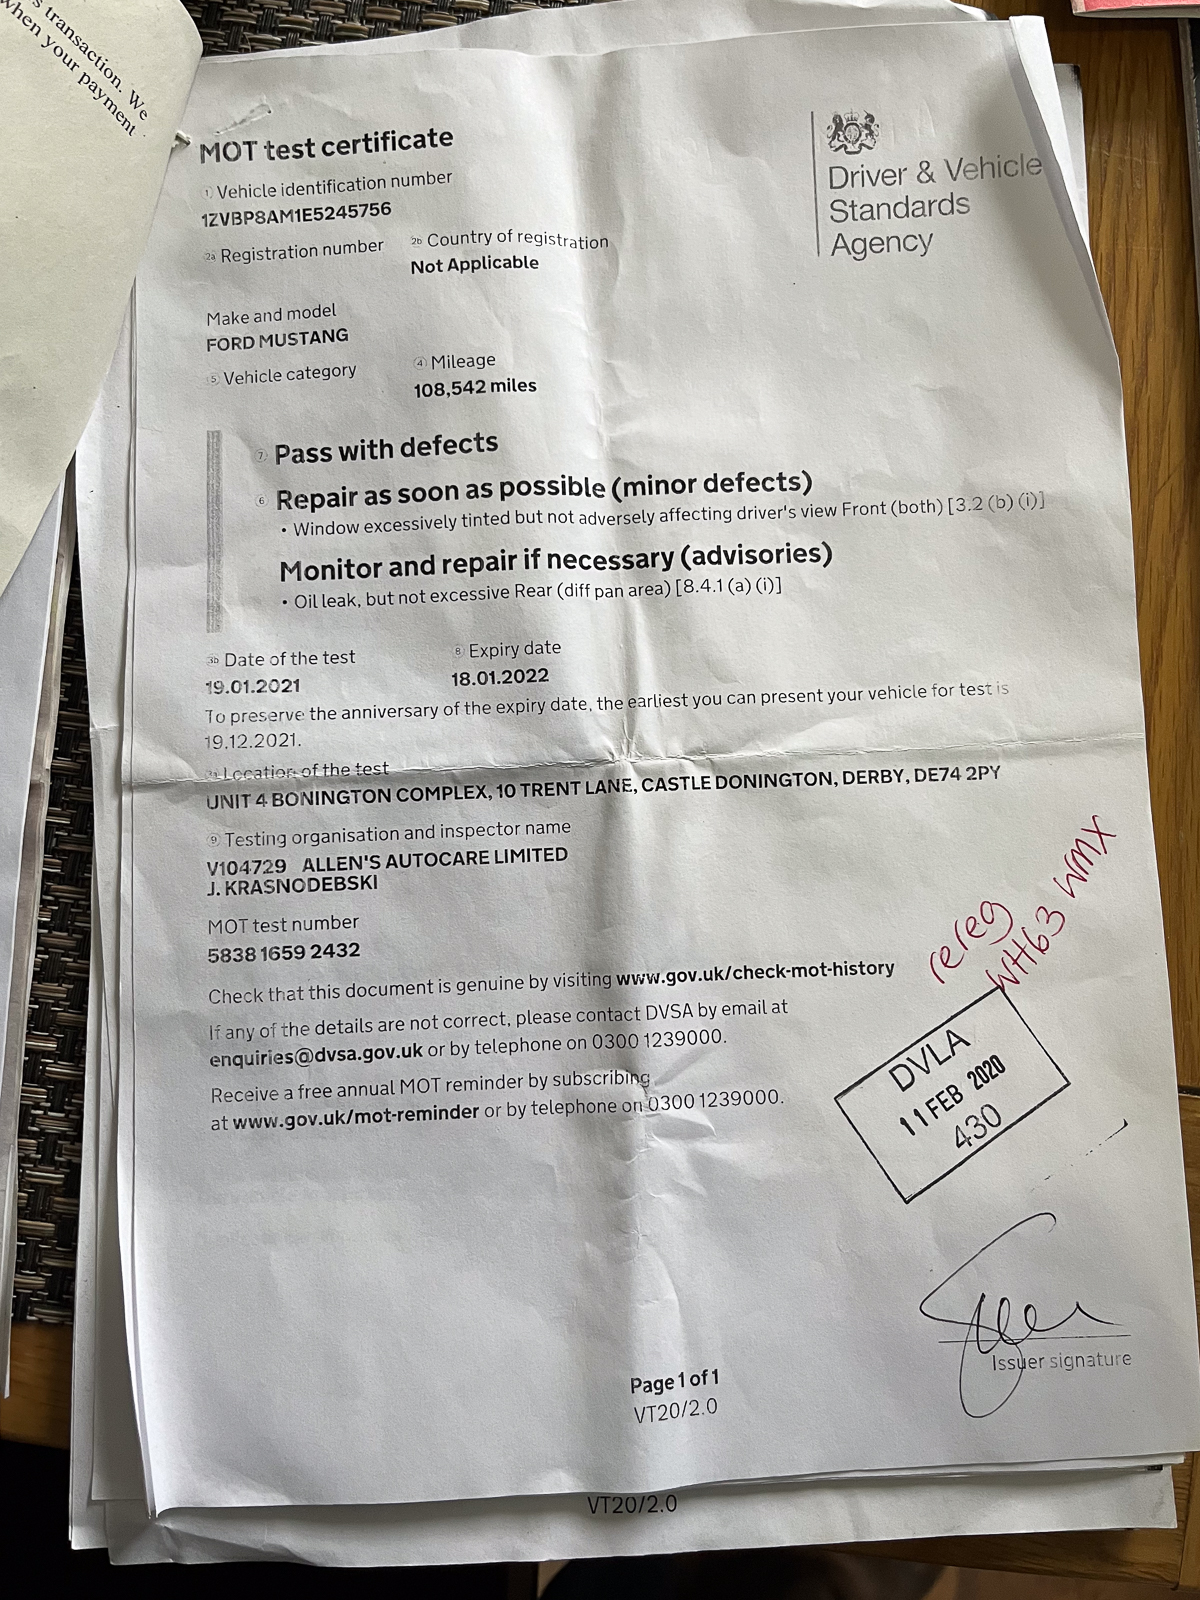 s transaction. We
when your payment
MOT test certificate
Driver & Vehicle
Standards
Agency
1 Vehicle identification number
1ZVBP8AM1E5245756
2a Registration number
2b Country of registration
Not Applicable
Make and model
FORD MUSTANG
5 Vehicle category
4 Mileage
108,542 miles
7 Pass with defects
6 Repair as soon as possible (minor defects)
• Window excessively tinted but not adversely affecting driver's view Front (both) [3.2 (b) (i)]
Monitor and repair if necessary (advisories)
• Oil leak, but not excessive Rear (diff pan area) [8.4.1 (a) (i)]
3b Date of the test
19.01.2021
8 Expiry date
18.01.2022
To preserve the anniversary of the expiry date, the earliest you can present your vehicle for test is
19.12.2021.
Location of the test
UNIT 4 BONINGTON COMPLEX, 10 TRENT LANE, CASTLE DONINGTON, DERBY, DE74 2PY
9 Testing organisation and inspector name
V104729 ALLEN'S AUTOCARE LIMITED
J. KRASNODEBSKI
MOT test number
5838 1659 2432
Check that this document is genuine by visiting www.gov.uk/check-mot-history
If any of the details are not correct, please contact DVSA by email at
enquiries@dvsa.gov.uk or by telephone on 0300 1239000.
Receive a free annual MOT reminder by subscribing
at www.gov.uk/mot-reminder or by telephone on 0300 1239000.
rereg
WH63 WMX
DVLA
11 FEB 2020
430
Issuer signature
Page 1 of 1
VT20/2.0
VT20/2.0